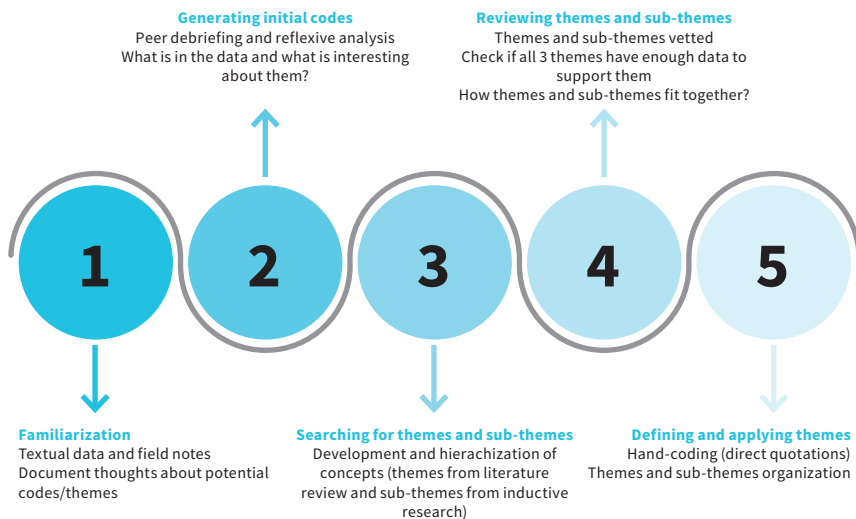 Generating initial codes
Peer debriefing and reflexive analysis
What is in the data and what is interesting
about them?
Reviewing themes and sub-themes
Themes and sub-themes vetted
Check if all 3 themes have enough data to
support them
How themes and sub-themes fit together?
1
2
3
4
5
Familiarization
Textual data and field notes
Document thoughts about potential
codes/themes
Searching for themes and sub-themes
Development and hierachization of
concepts (themes from literature
review and sub-themes from inductive
research)
Defining and applying themes
Hand-coding (direct quotations)
Themes and sub-themes organization